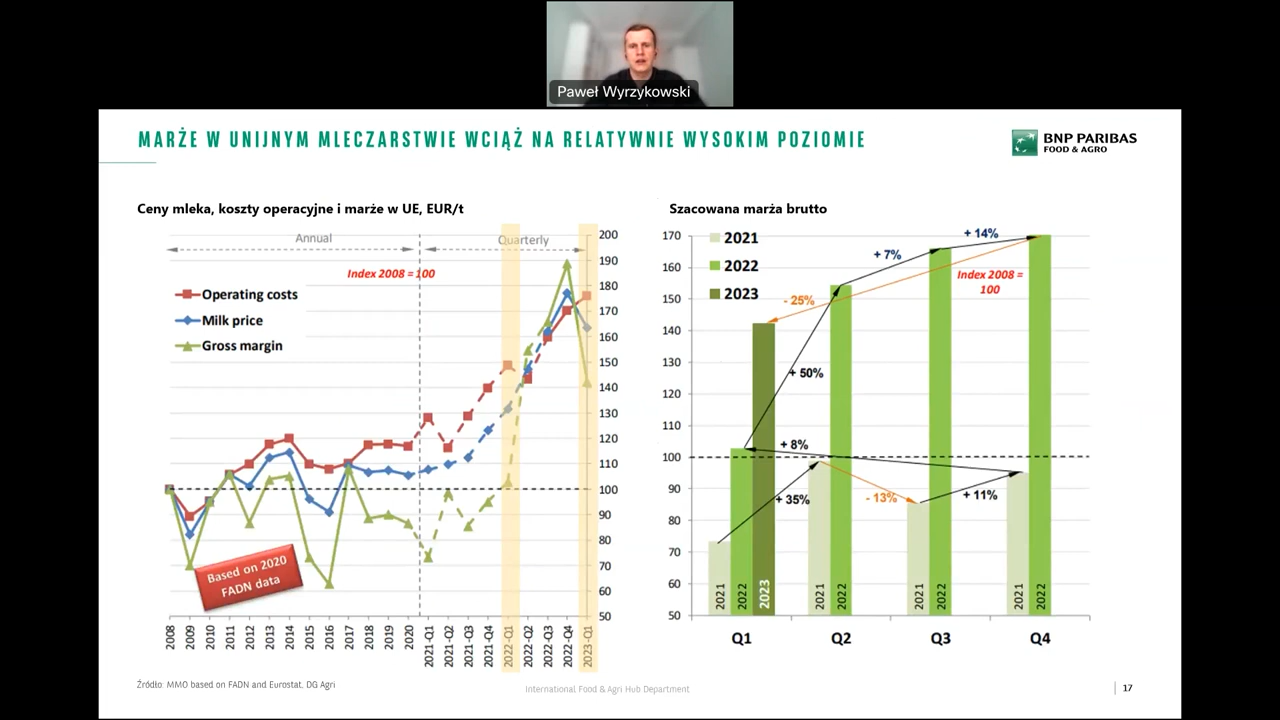 Paweł Wyrzykowski
MARŻE W UNIJNYM MLECZARSTWIE WCIĄŻ NA RELATYWNIE WYSOKIM POZIOMIE
BNP PARIBAS
FOOD & AGRO
Ceny mleka, koszty operacyjne i marże w UE, EUR/t
Annual
Quarterly
Index 2008 = 100
Operating costs
Milk price
Gross margin
Based on 2020
FADN data
200
190
180
170
160
150
140
130
120
110
100
90
80
70
60
50
2008
2009
2010
2011
2012
2013
2014
2015
2016
2017
2018
2019
2020
2021-Q1
2021-Q2
2021-Q3
2021-Q4
2022-Q1
2022-Q2
2022-Q3
2022-Q4
2023-Q1
Szacowana marża brutto
2021
2022
2023
Index 2008 =
100
170
160
150
140
130
120
110
100
90
80
70
60
50
+ 14%
+ 7%
- 25%
+ 50%
+ 8%
+ 35%
- 13%
+ 11%
2021
2022
2023
2021
2022
2021
2022
2021
2022
Q1
Q2
Q3
Q4
Źródło: MMO based on FADN and Eurostat, DG Agri
International Food & Agri Hub Department
17